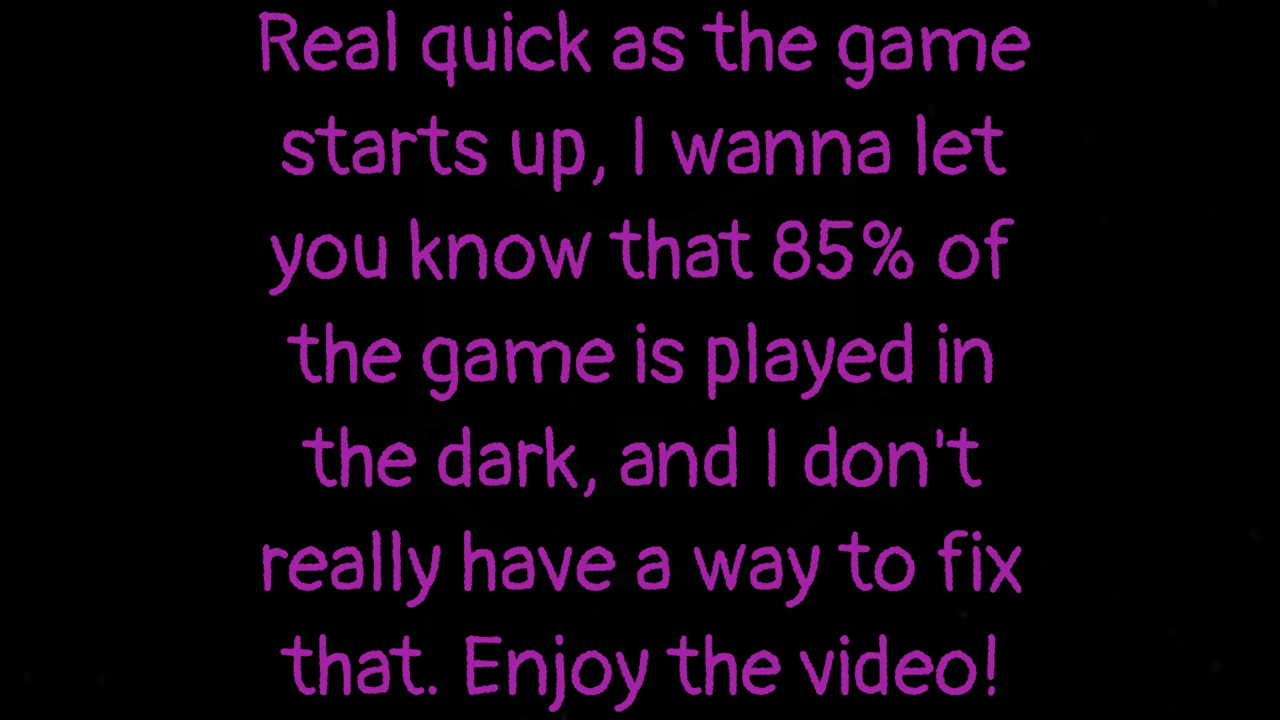 Real quick as the game
starts up, I wanna let
you know that 85% of
the game is played in
the dark, and I don't
really have a way to fix
that. Enjoy the video!